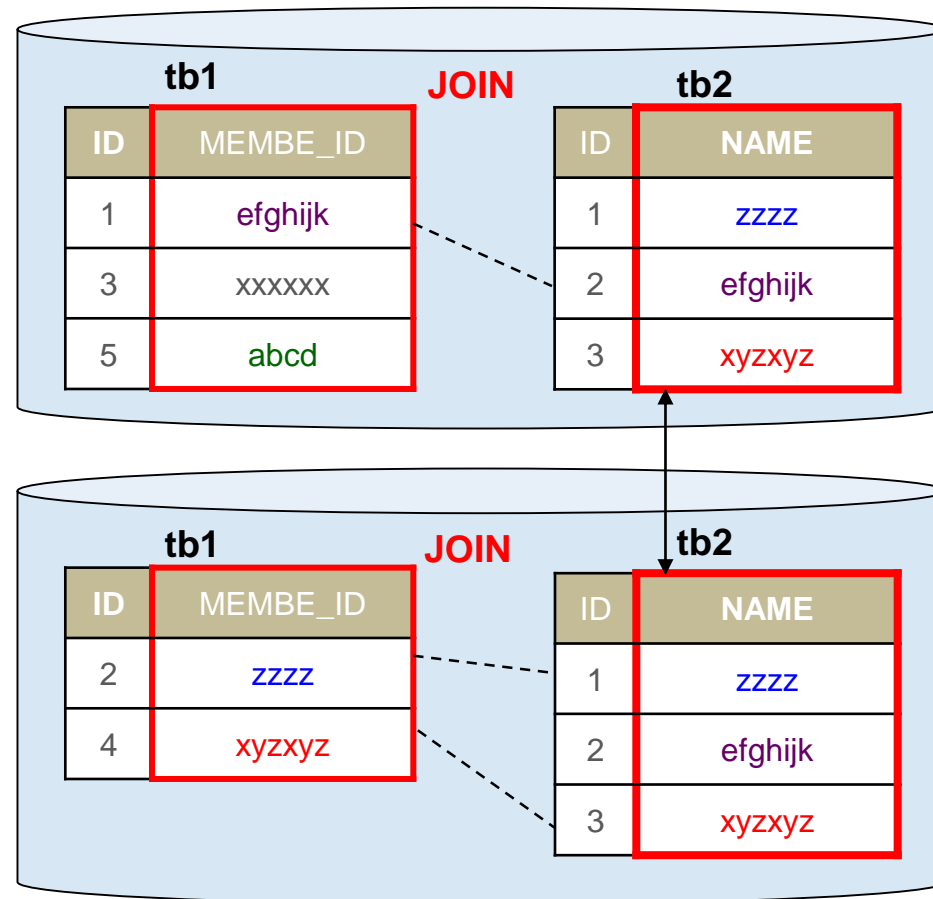 tb1 JOIN tb2
ID MEMBE_ID ID NAME
1 efghijk 1 zzzz
3 xxxxxx 2 efghijk
5 abcd 3 xyzxyz
tb1 JOIN tb2
ID MEMBE_ID ID NAME
2 zzzz 1 zzzz
4 xyzxyz 2 efghijk
3 xyzxyz